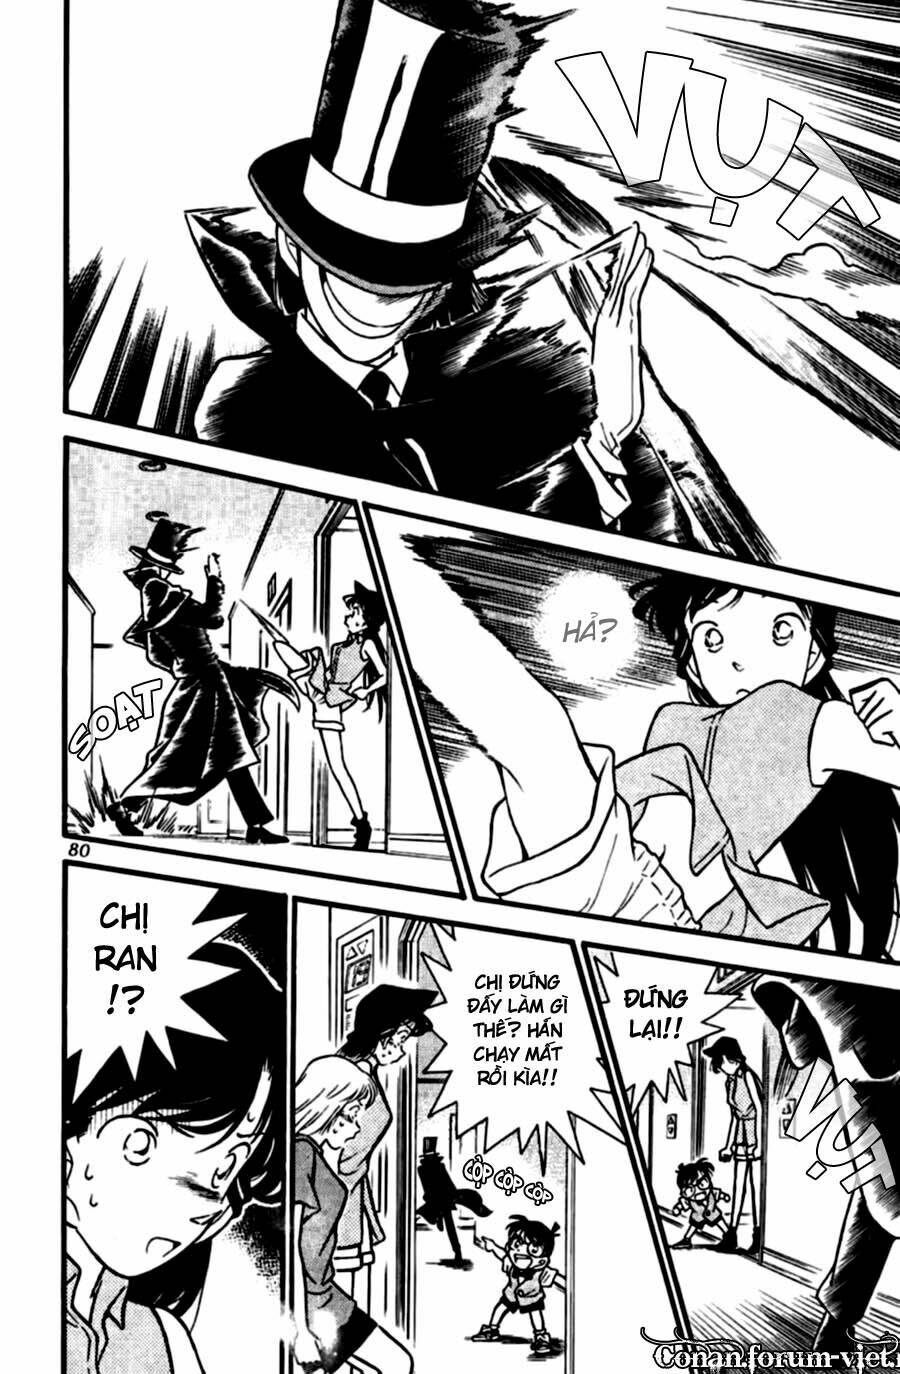 VỤT
SOẠT
HẢ?
80
ĐỨNG
LẠI!!
VỤT
CHỊ ĐỨNG
ĐẤY LÀM GÌ
THẾ? HẮN
CHẠY MẤT
RỒI KÌA!!
CỘP CỘP CỘP
CHỊ
RAN
!?
Conan.forum-viet.n